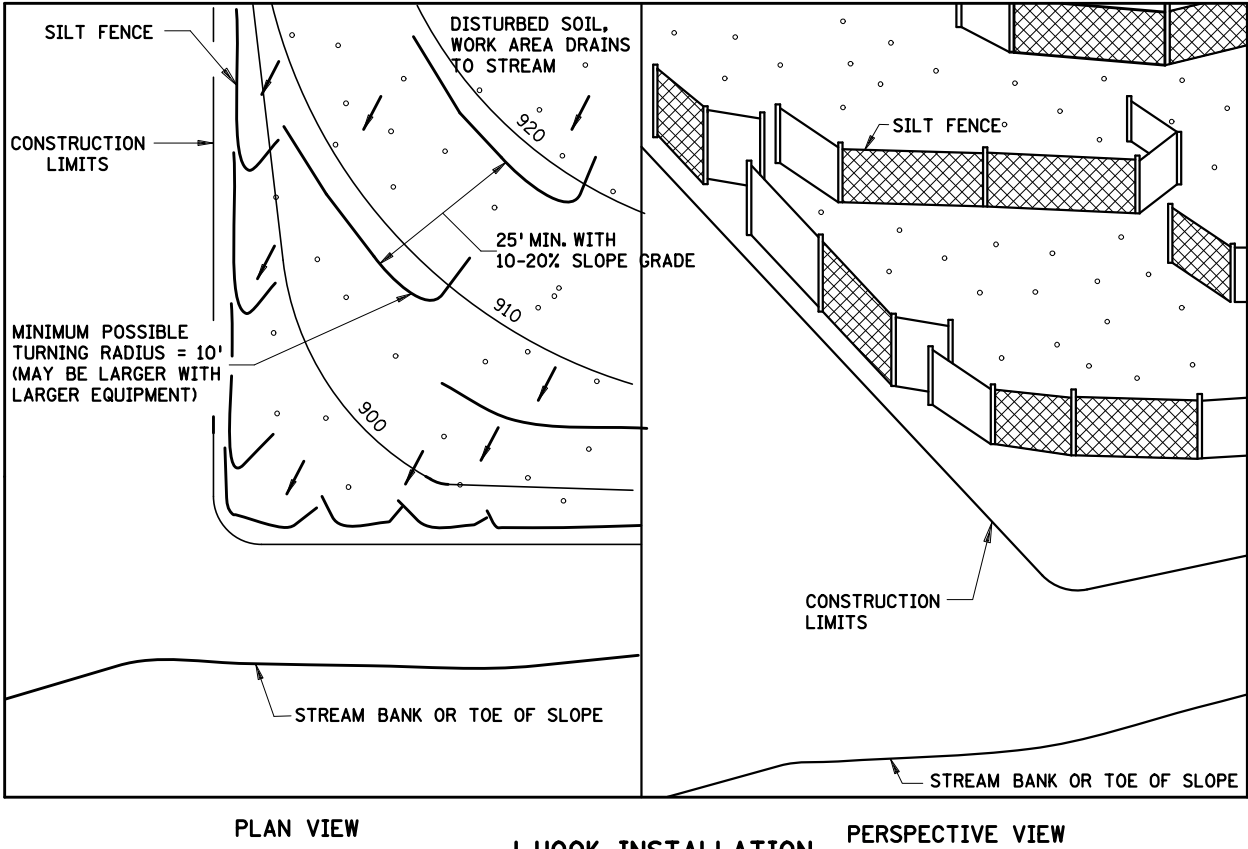 SILT FENCE
DISTURBED SOIL,
WORK AREA DRAINS
TO STREAM
CONSTRUCTION
LIMITS
920
25' MIN. WITH
10-20% SLOPE GRADE
910
MINIMUM POSSIBLE
TURNING RADIUS = 10'
(MAY BE LARGER WITH
LARGER EQUIPMENT)
900
STREAM BANK OR TOE OF SLOPE
SILT FENCE
CONSTRUCTION
LIMITS
STREAM BANK OR TOE OF SLOPE
PLAN VIEW
PERSPECTIVE VIEW
HOOK INSTALLATION